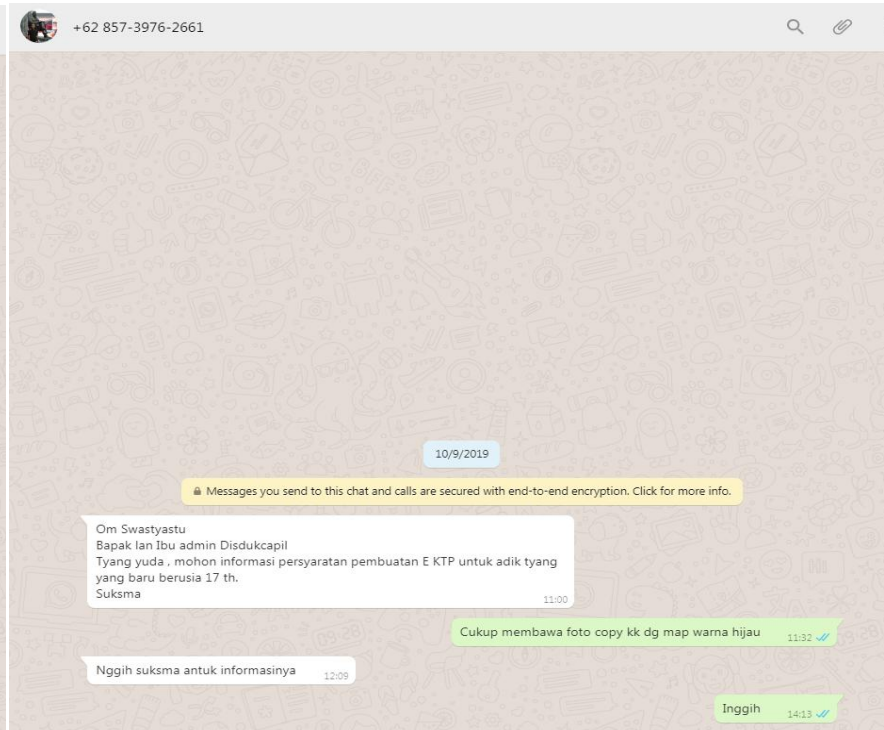 +62 857-3976-2661
10/9/2019
Messages you send to this chat and calls are secured with end-to-end encryption. Click for more info.
Om Swastyastu
Bapak lan Ibu admin Disdukcapil
Tyang yuda , mohon informasi persyaratan pembuatan E KTP untuk adik tyang
yang baru berusia 17 th.
Suksma
11:00
Cukup membawa foto copy kk dg map warna hijau
11:32
Nggih suksma antuk informasinya
12:09
Inggih
14:13